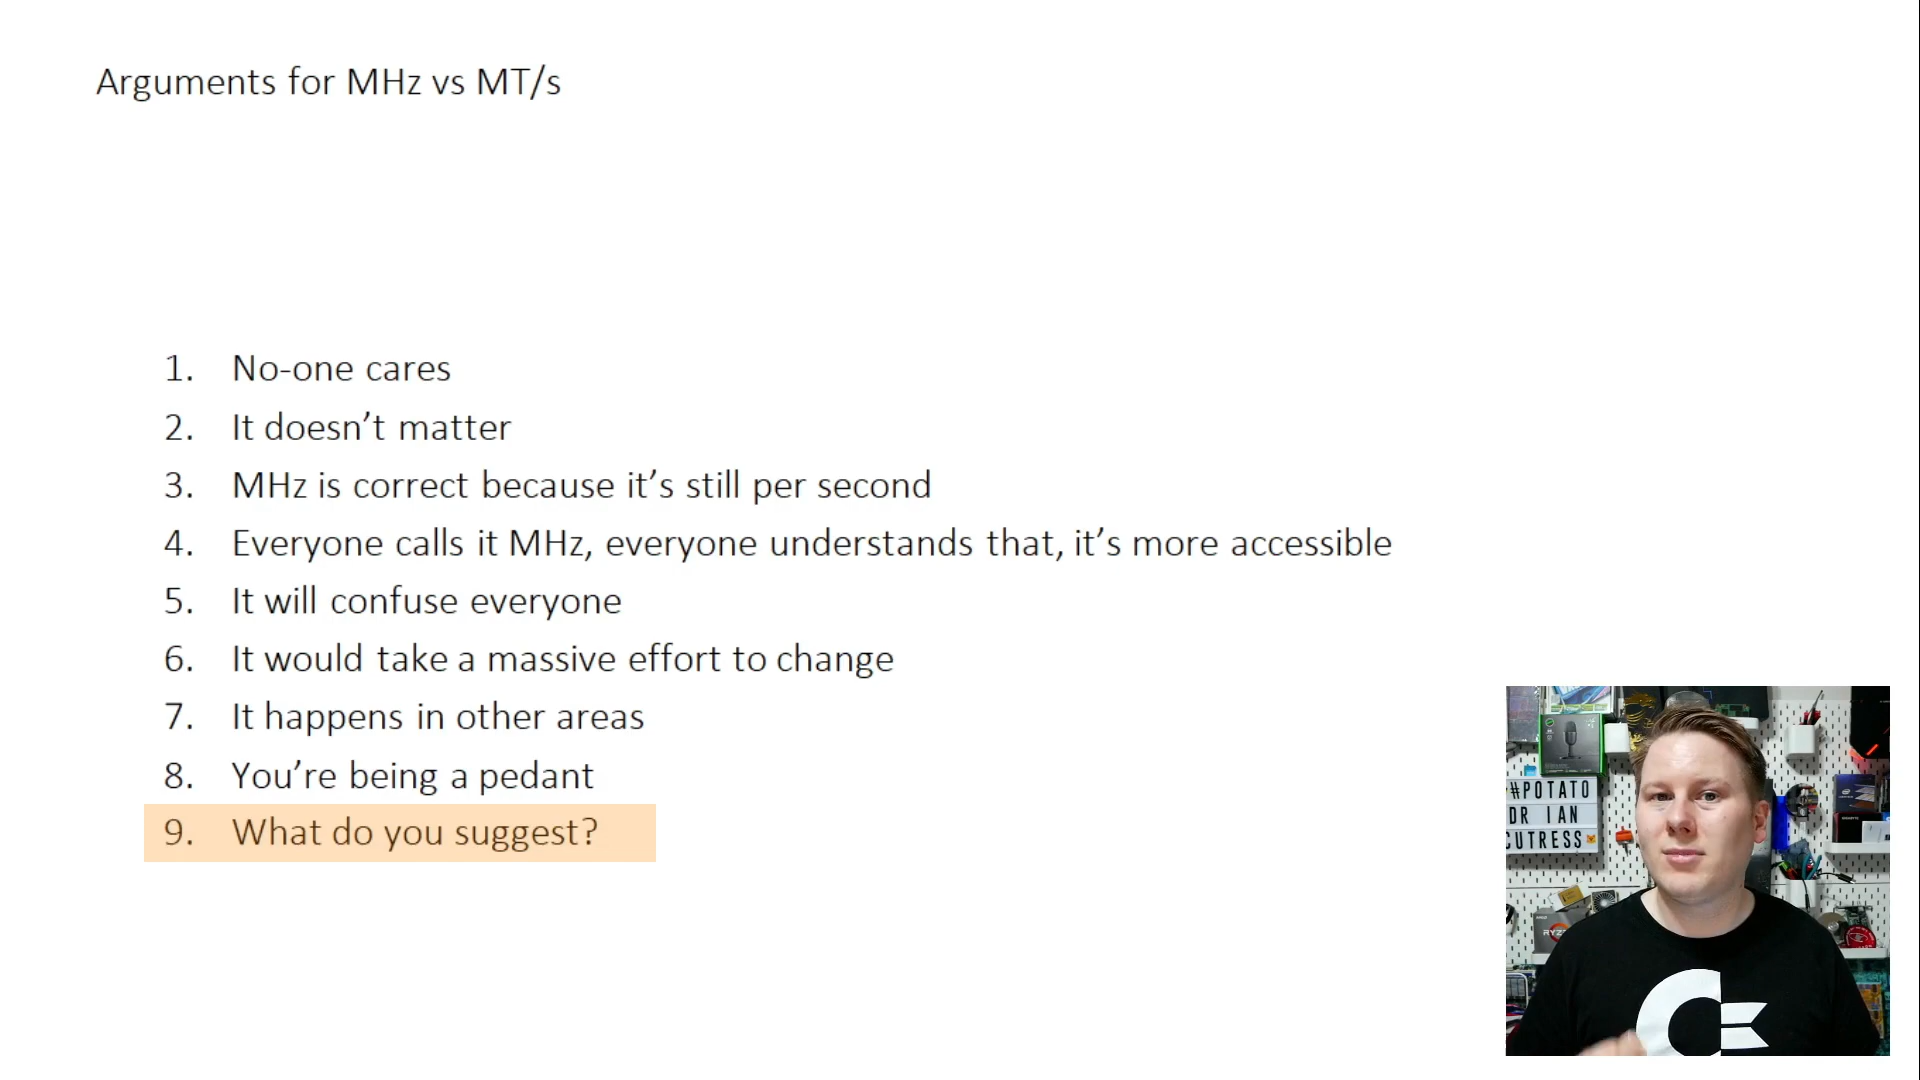 Arguments for MHz vs MT/s
1. No-one cares
2. It doesn’t matter
3. MHz is correct because it’s still per second
4. Everyone calls it MHz, everyone understands that, it’s more accessible
5. It will confuse everyone
6. It would take a massive effort to change
7. It happens in other areas
8. You’re being a pedant
9. What do you suggest?
#POTATO
DR IAN
CUTRESS